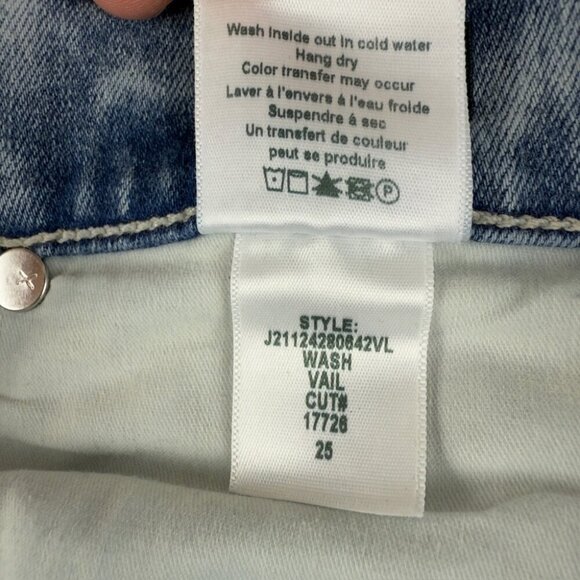 Wash inside out in cold water
Hang dry
Color transfer may occur
Laver à l'envers à l'eau froide
Suspendre à sec
Un transfert de couleur
peut se produire
P
STYLE:
J21124280642VL
WASH
VAIL
CUT#
17726
25